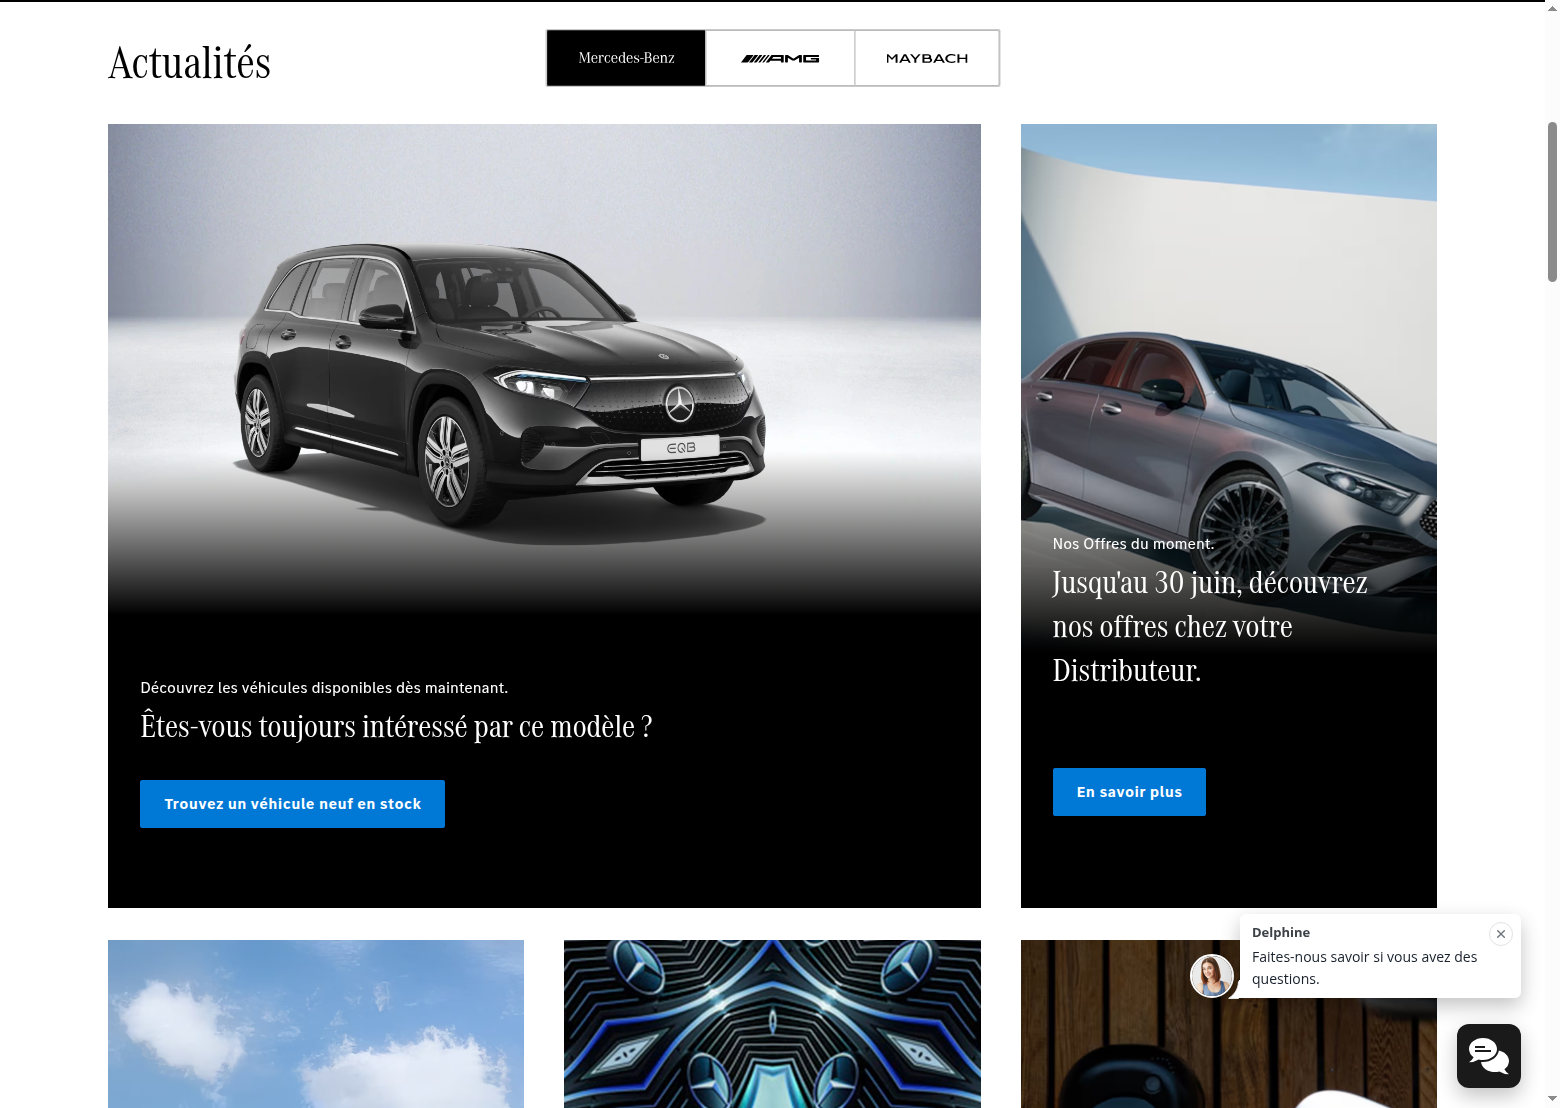 Actualités
Mercedes-Benz
AMG
MAYBACH
EQB
Découvrez les véhicules disponibles dès maintenant.
Êtes-vous toujours intéressé par ce modèle ?
Trouvez un véhicule neuf en stock
Nos Offres du moment.
Jusqu'au 30 juin, découvrez
nos offres chez votre
Distributeur.
En savoir plus
Delphine
Faites-nous savoir si vous avez des
questions.